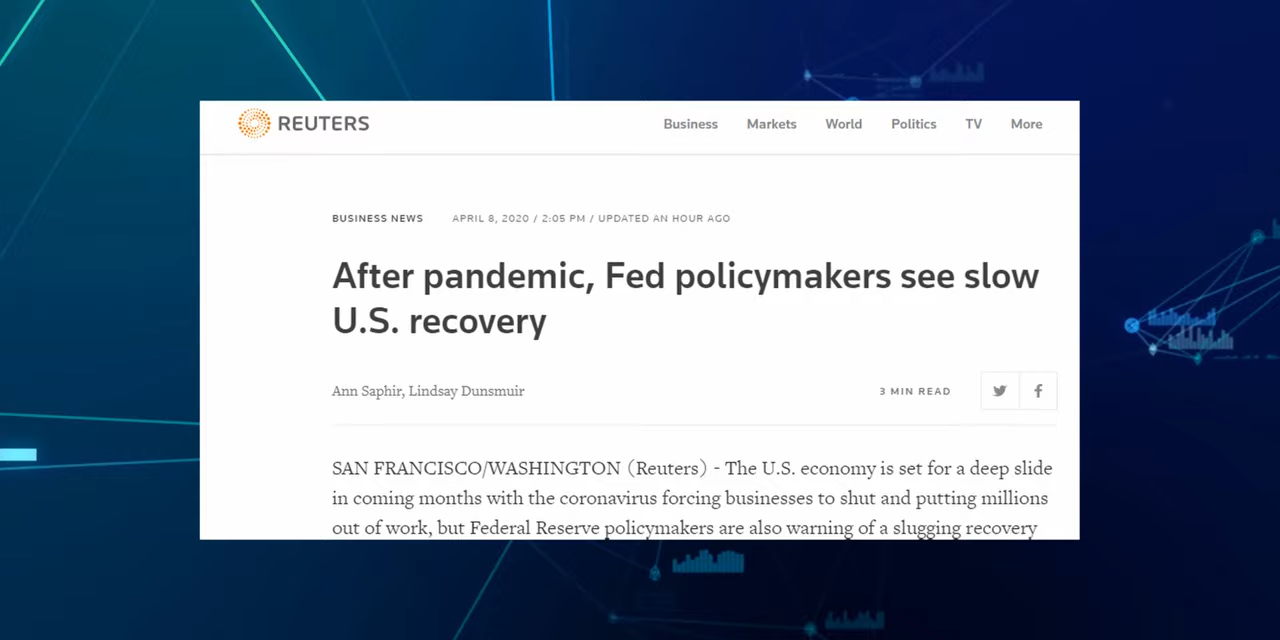 REUTERS
Business Markets World Politics TV More
BUSINESS NEWS APRIL 8, 2020 / 2:05 PM / UPDATED AN HOUR AGO
After pandemic, Fed policymakers see slow
U.S. recovery
Ann Saphir, Lindsay Dunsmuir
3 MIN READ
SAN FRANCISCO/WASHINGTON (Reuters) - The U.S. economy is set for a deep slide
in coming months with the coronavirus forcing businesses to shut and putting millions
out of work, but Federal Reserve policymakers are also warning of a slugging recovery